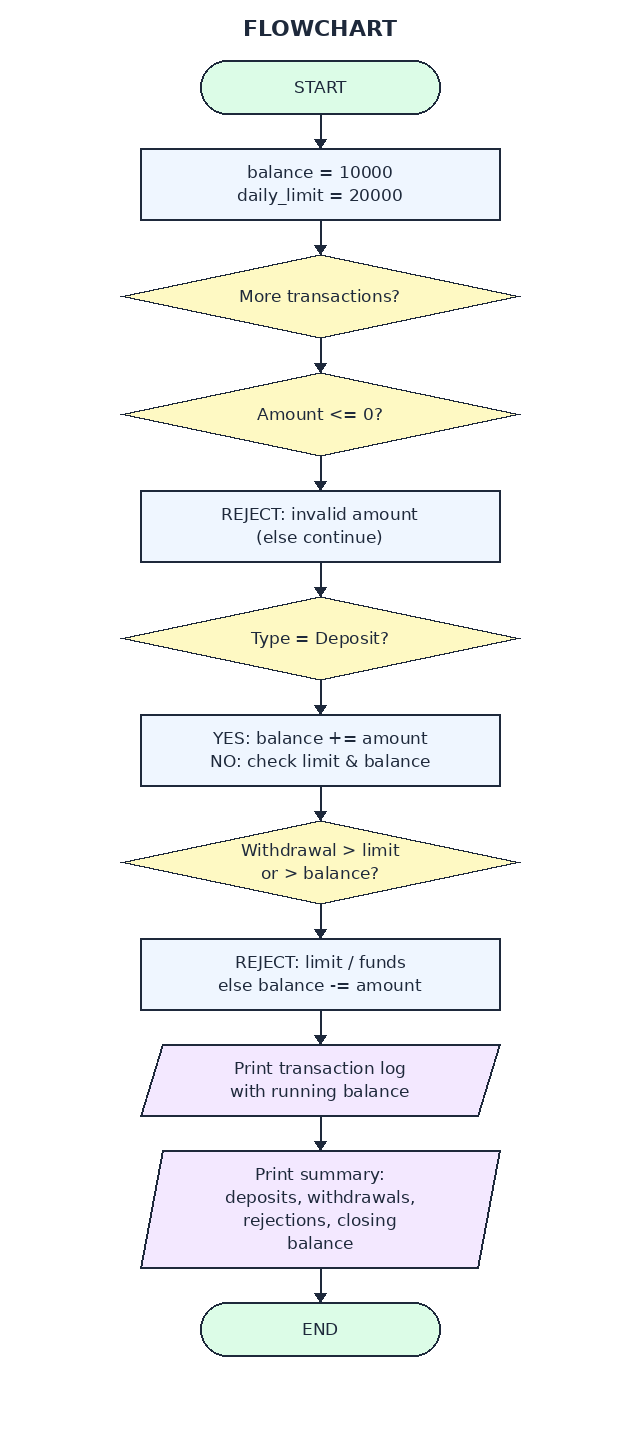 FLOWCHART
START
balance = 10000
daily_limit = 20000
More transactions?
Amount <= 0?
REJECT: invalid amount
(else continue)
Type = Deposit?
YES: balance += amount
NO: check limit & balance
Withdrawal > limit
or > balance?
REJECT: limit / funds
else balance -= amount
Print transaction log
with running balance
Print summary:
deposits, withdrawals,
rejections, closing
balance
END